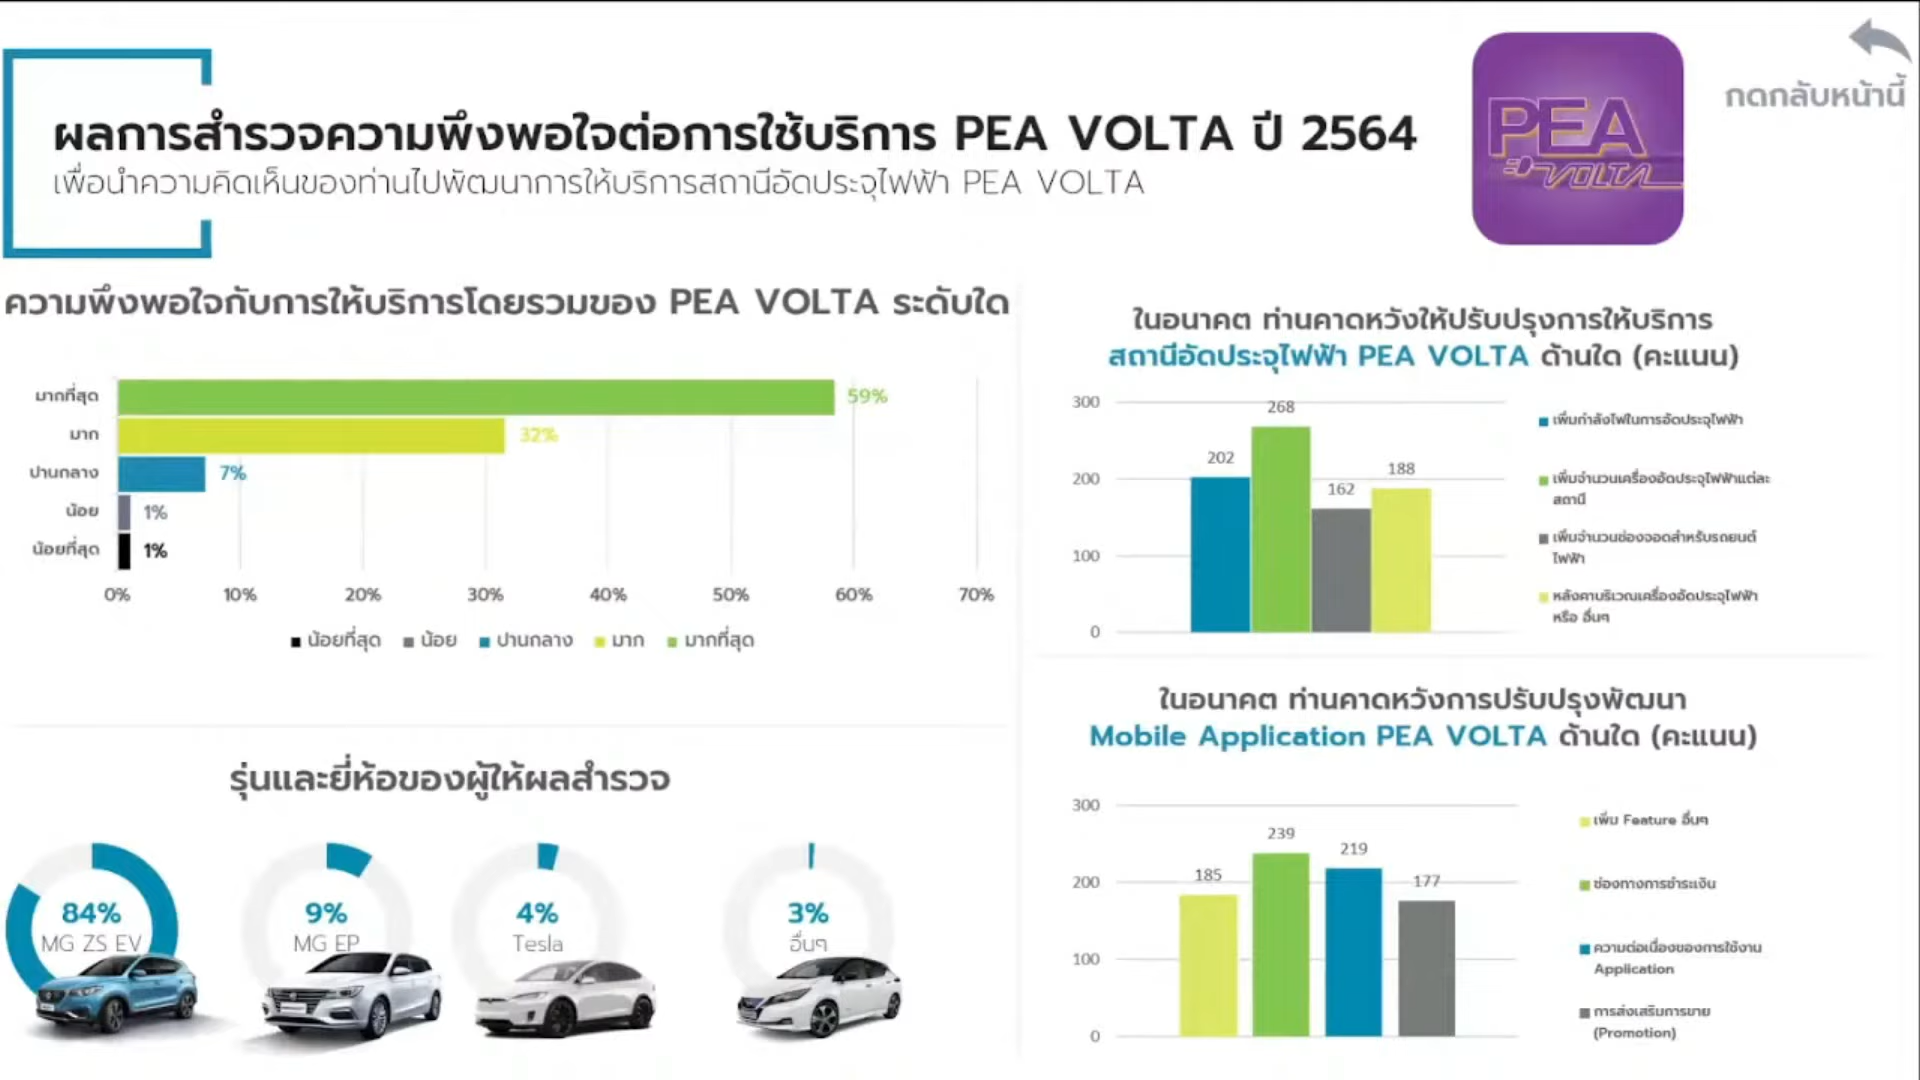 กดกลับหน้านี้
PEA
VOLTA
ผลการสำรวจความพึงพอใจต่อการใช้บริการ PEA VOLTA ปี 2564
เพื่อนำความคิดเห็นของท่านไปพัฒนาการให้บริการสถานีอัดประจุไฟฟ้า PEA VOLTA
ความพึงพอใจกับการให้บริการโดยรวมของ PEA VOLTA ระดับใด
มากที่สุด 59%
มาก 32%
ปานกลาง 7%
น้อย 1%
น้อยที่สุด 1%
0% 10% 20% 30% 40% 50% 60% 70%
น้อยที่สุด น้อย ปานกลาง มาก มากที่สุด
รุ่นและยี่ห้อของผู้ให้ผลสำรวจ
84% 9% 4% 3%
MG ZS EV MG EP Tesla อื่นๆ
ในอนาคต ท่านคาดหวังให้ปรับปรุงการให้บริการ
สถานีอัดประจุไฟฟ้า PEA VOLTA ด้านใด (คะแนน)
300
200
100
0
202 268 162 188
เพิ่มกำลังไฟในการอัดประจุไฟฟ้า
เพิ่มจำนวนเครื่องอัดประจุไฟฟ้าแต่ละ
สถานี
เพิ่มจำนวนช่องจอดสำหรับรถยนต์
ไฟฟ้า
หลังคาบริเวณเครื่องอัดประจุไฟฟ้า
หรือ อื่นๆ
ในอนาคต ท่านคาดหวังการปรับปรุงพัฒนา
Mobile Application PEA VOLTA ด้านใด (คะแนน)
300
200
100
0
185 239 219 177
เพิ่ม Feature อื่นๆ
ช่องทางการชำระเงิน
ความต่อเนื่องของการใช้งาน
Application
การส่งเสริมการขาย
(Promotion)